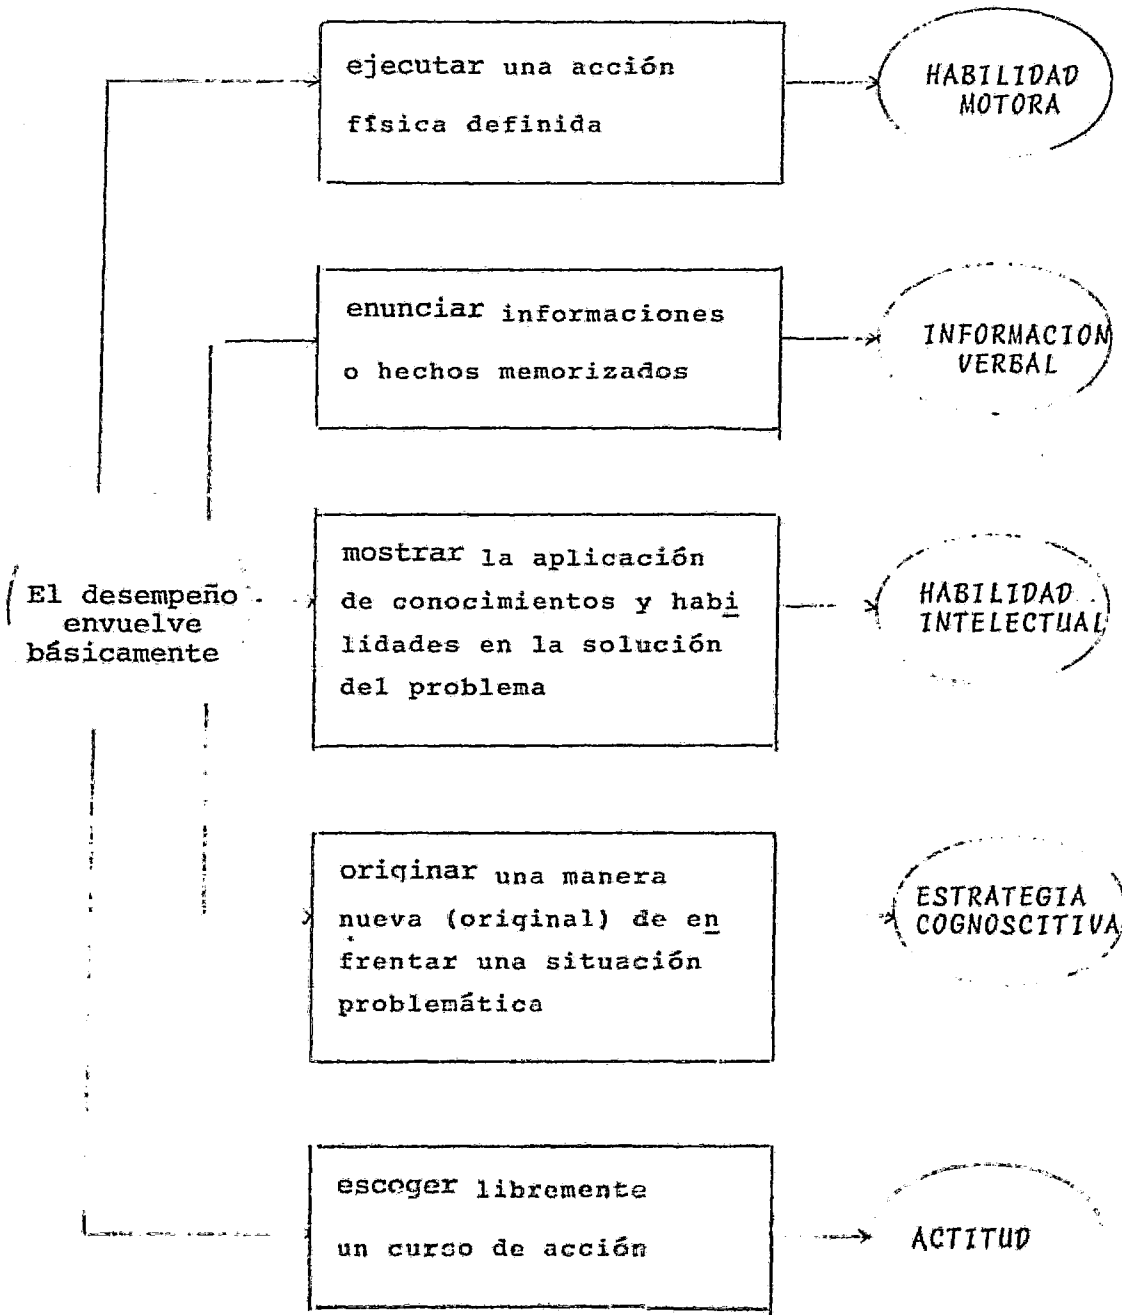 ejecutar una acción
física definida
HABILIDAD
MOTORA
enunciar informaciones
o hechos memorizados
INFORMACION
VERBAL
El desempeño
envuelve
básicamente
mostrar la aplicación
de conocimientos y habi
lidades en la solución
del problema
HABILIDAD
INTELECTUAL
originar una manera
nueva (original) de en
frentar una situación
problemática
ESTRATEGIA
COGNOSCITIVA
escoger libremente
un curso de acción
ACTITUD